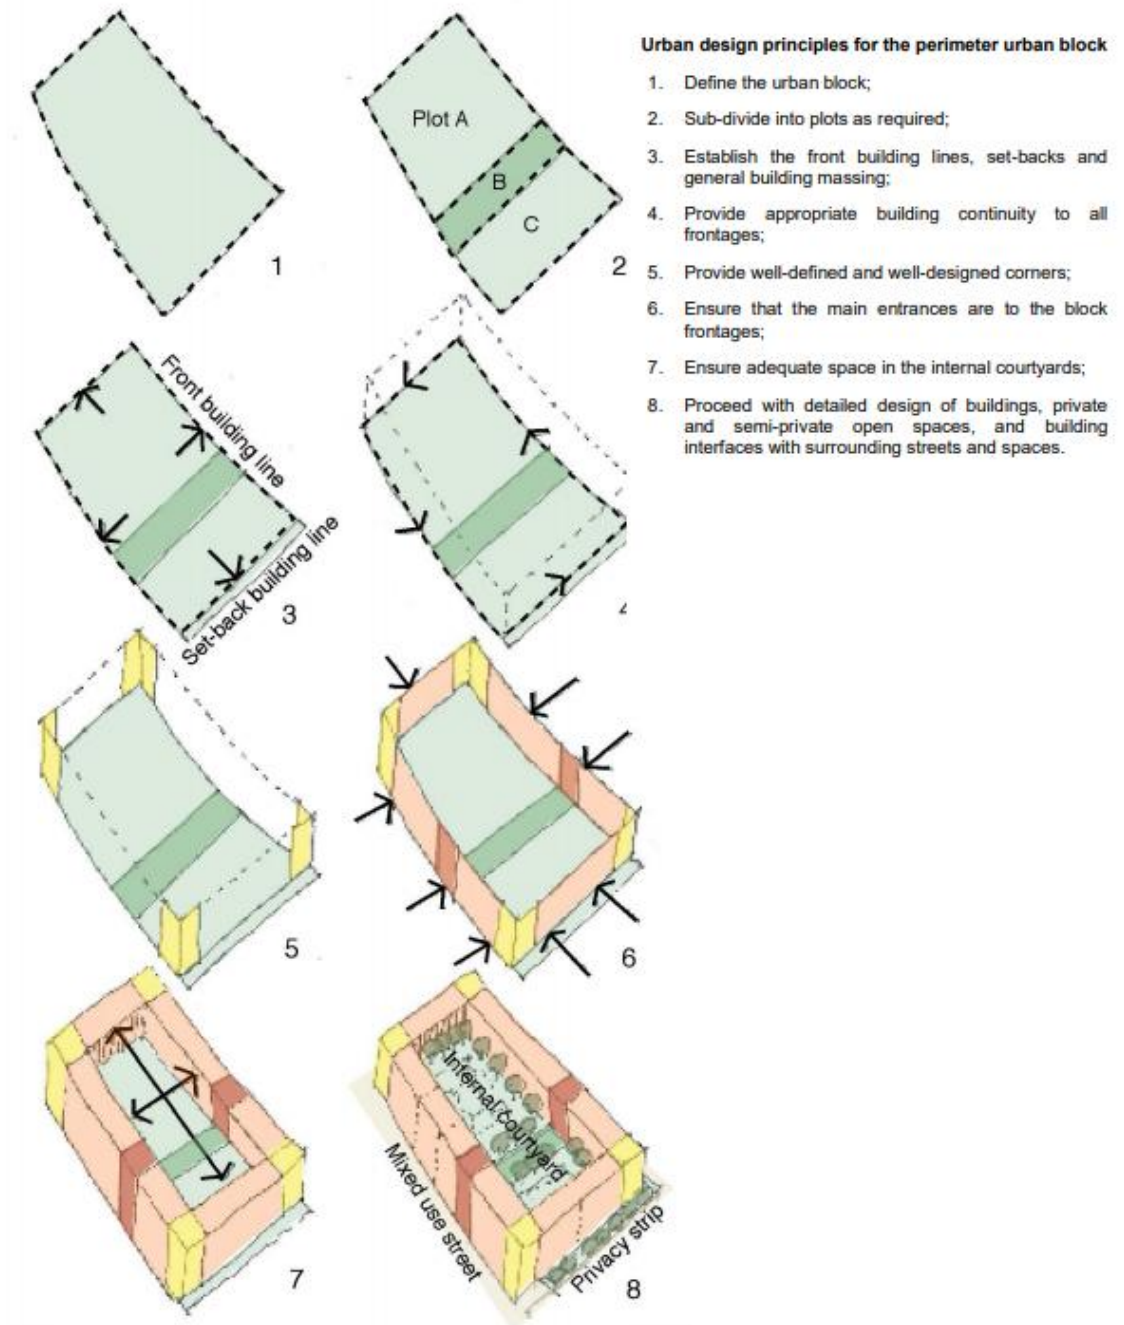 Urban design principles for the perimeter urban block
1. Define the urban block;
2. Sub-divide into plots as required;
3. Establish the front building lines, set-backs and
general building massing;
4. Provide appropriate building continuity to all
frontages;
5. Provide well-defined and well-designed corners;
6. Ensure that the main entrances are to the block
frontages;
7. Ensure adequate space in the internal courtyards;
8. Proceed with detailed design of buildings, private
and semi-private open spaces, and building
interfaces with surrounding streets and spaces.
1
Plot A
B
C
2
Front building line
Set-back building line
3
4
5
6
7
Internal courtyard
Mixed use street
Privacy strip
8